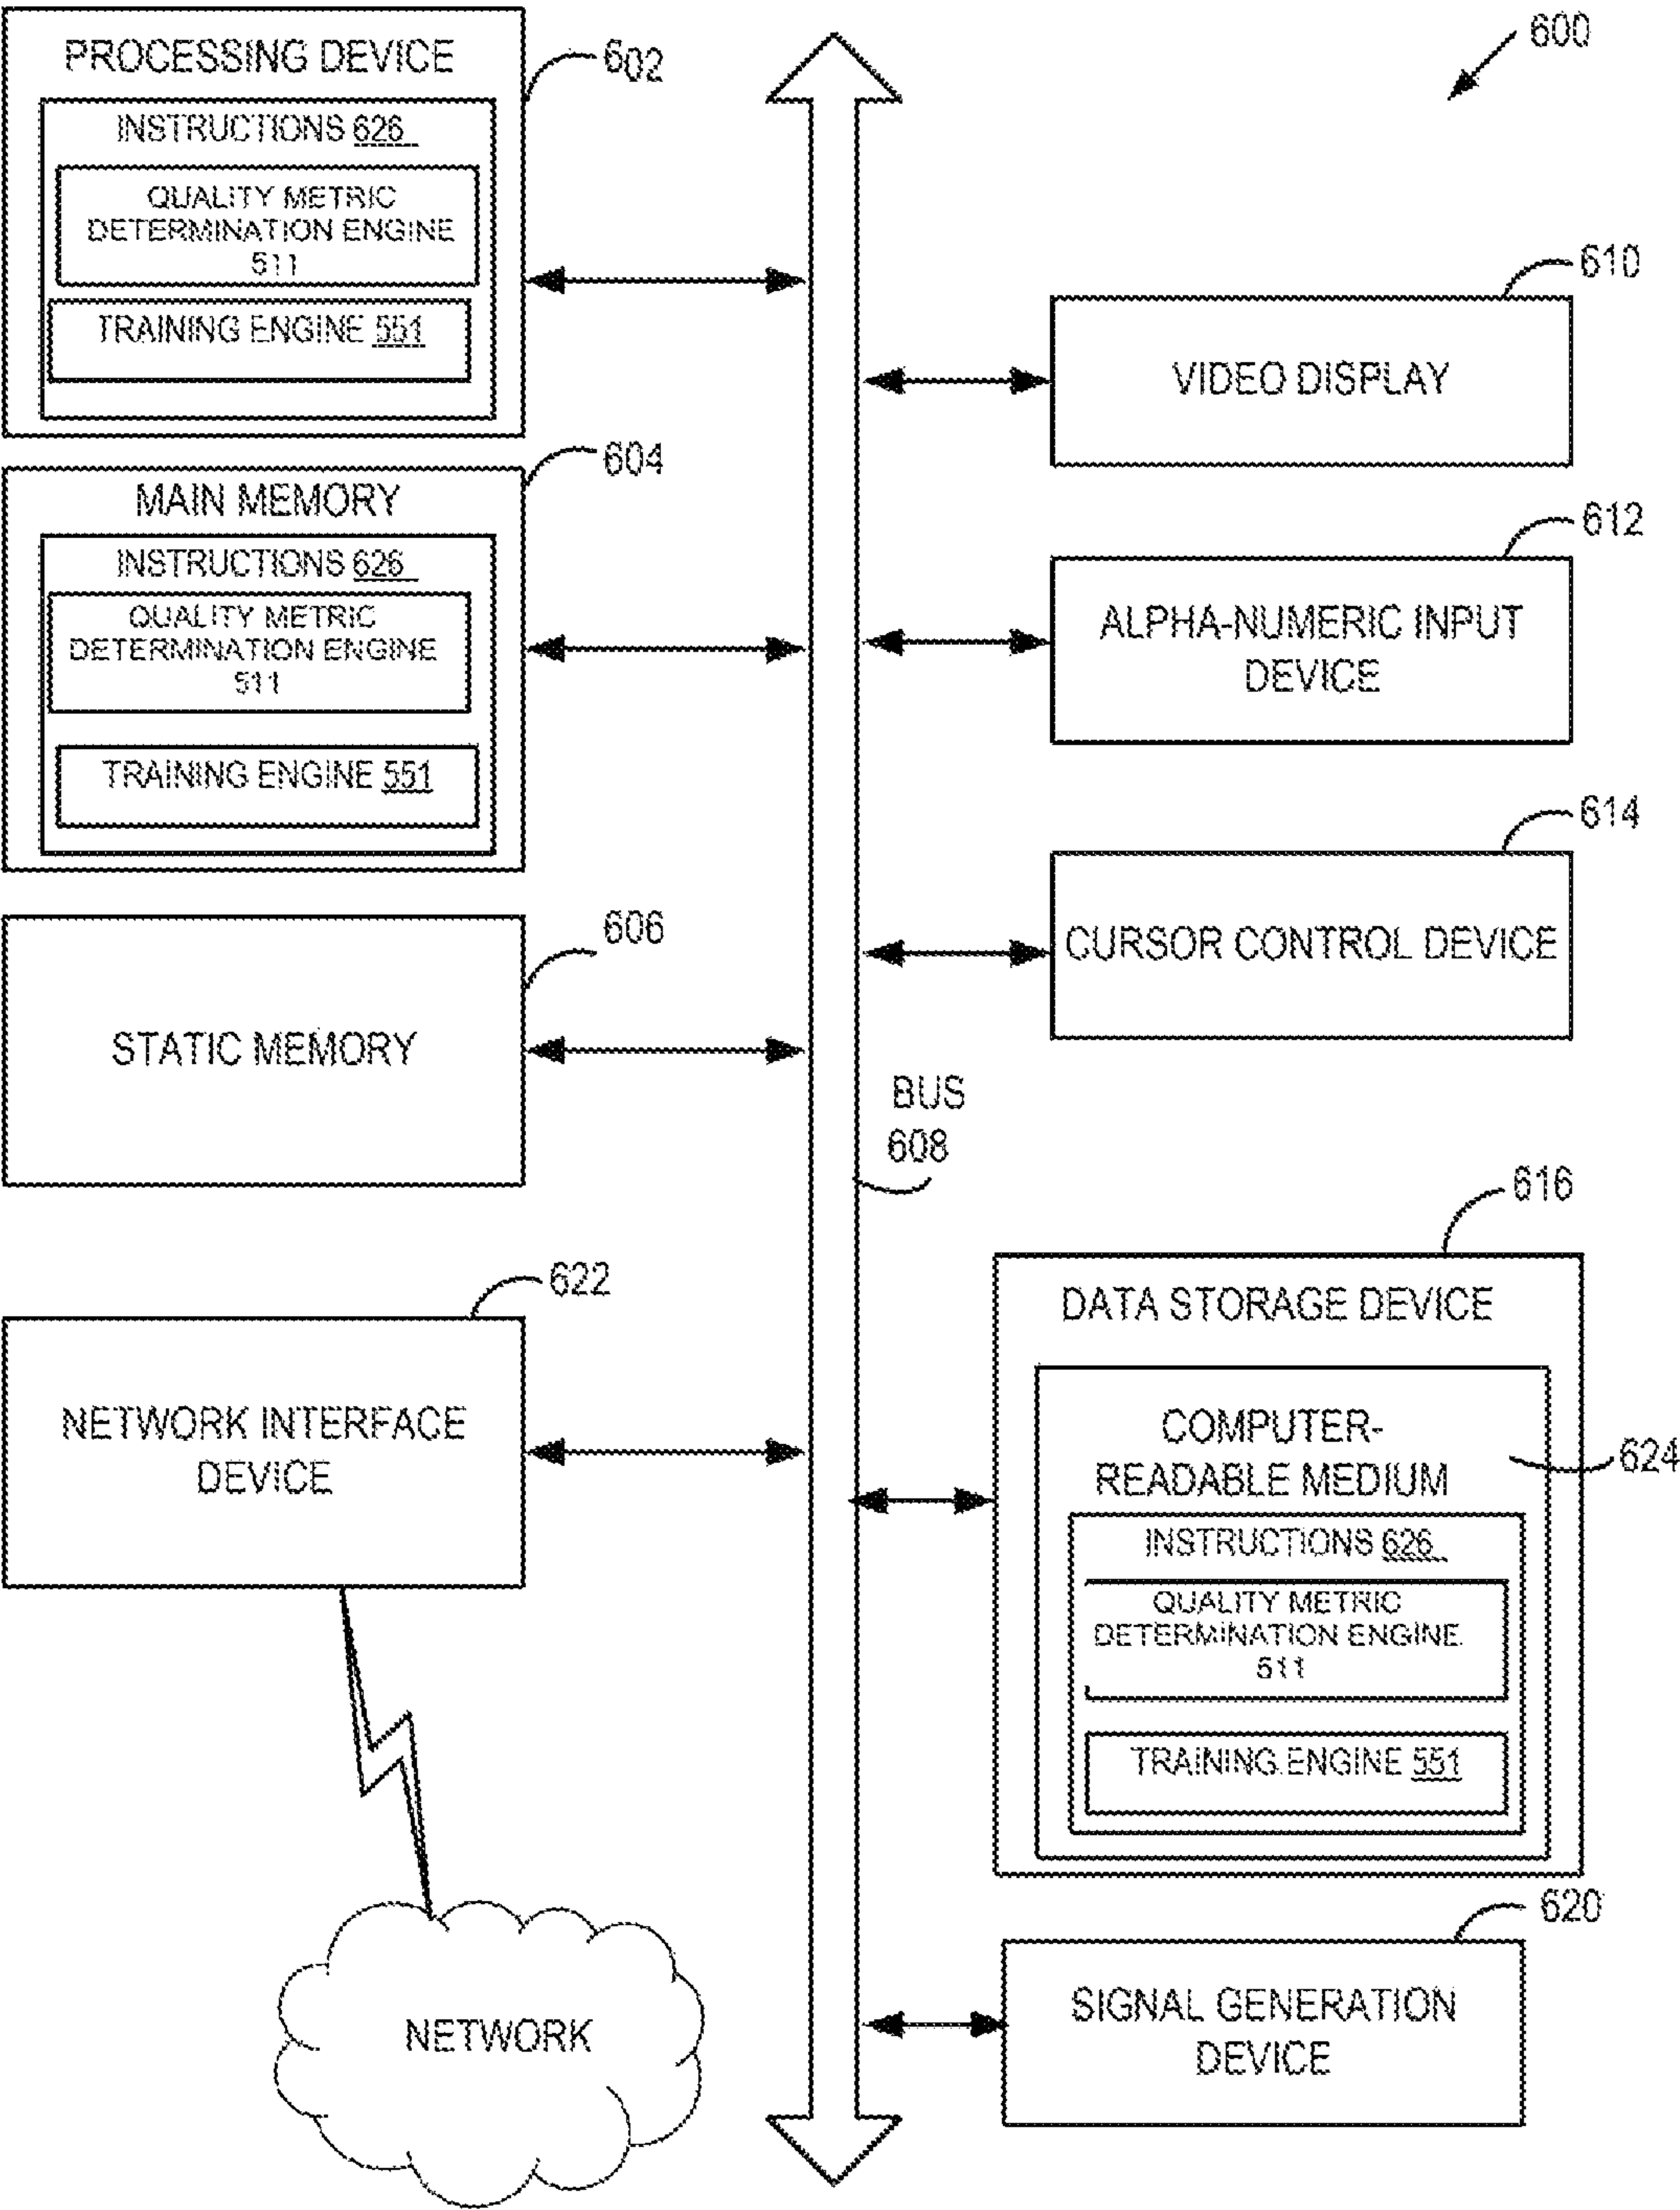 600
PROCESSING DEVICE
602
INSTRUCTIONS 626
QUALITY METRIC
DETERMINATION ENGINE
511
TRAINING ENGINE 551
MAIN MEMORY
604
INSTRUCTIONS 626
QUALITY METRIC
DETERMINATION ENGINE
511
TRAINING ENGINE 551
STATIC MEMORY
606
NETWORK INTERFACE
DEVICE
622
NETWORK
BUS
608
610
VIDEO DISPLAY
612
ALPHA-NUMERIC INPUT
DEVICE
614
CURSOR CONTROL DEVICE
616
DATA STORAGE DEVICE
COMPUTER-
READABLE MEDIUM
624
INSTRUCTIONS 626
QUALITY METRIC
DETERMINATION ENGINE
511
TRAINING ENGINE 551
620
SIGNAL GENERATION
DEVICE